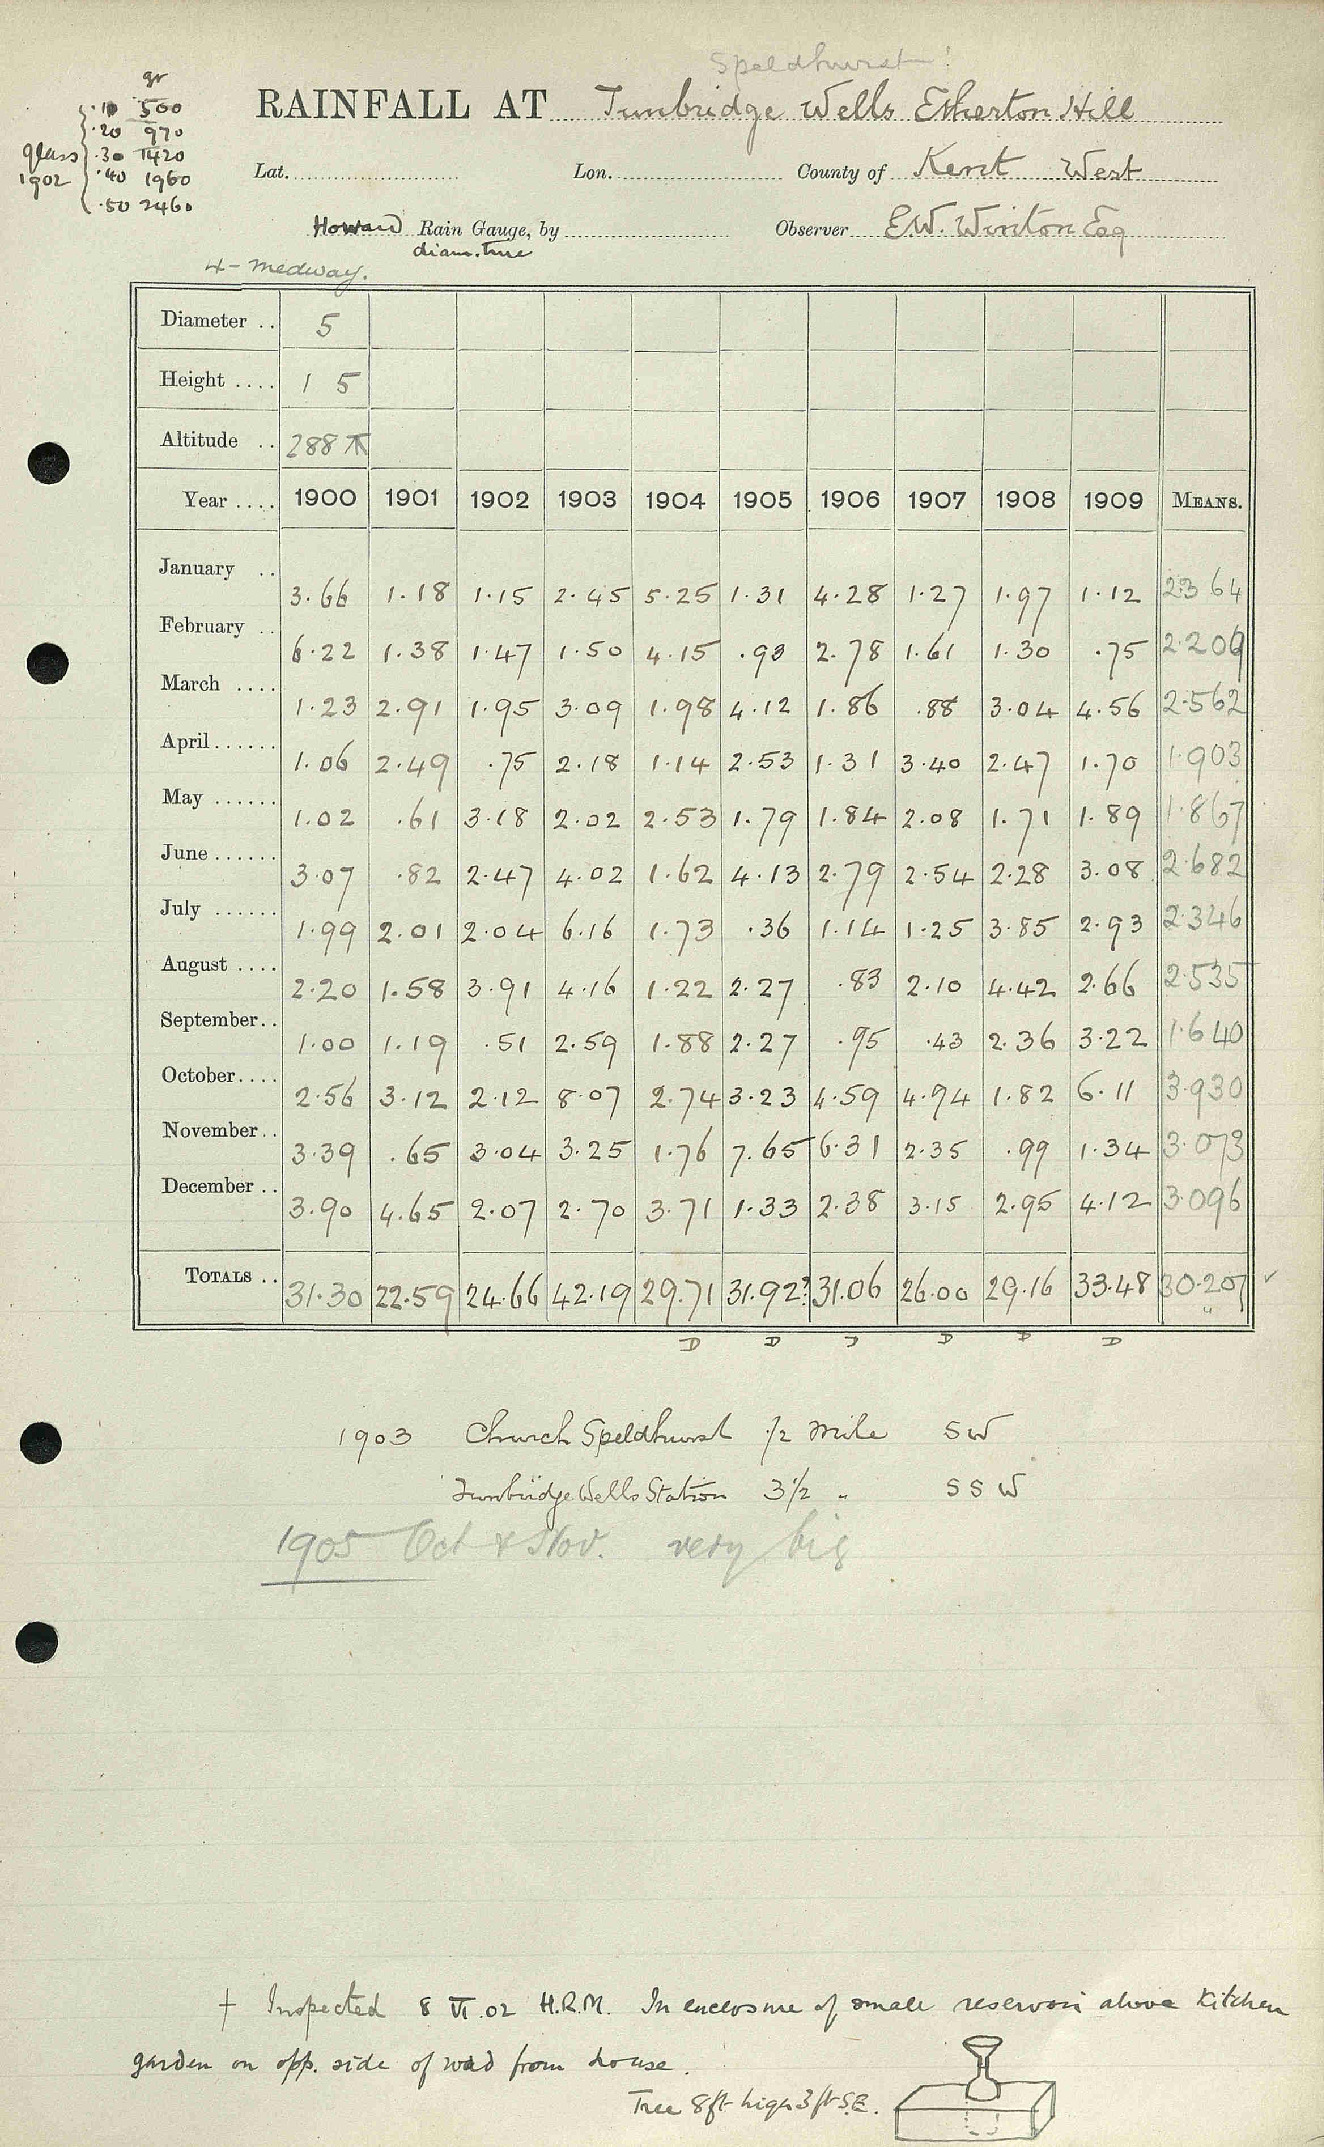 Speldhurst!
gr
.10 500
.20 970
glass .30 1420
1902 .40 1960
.50 2460
RAINFALL AT Tunbridge Wells Etherton Hill
Lat. Lon. County of Kent West
Howard Rain Gauge, by Observer E.W. Winton Esq
diam. true
4 - Medway.
Diameter .. 5
Height .... 1 5
Altitude .. 288
Year .... 1900 1901 1902 1903 1904 1905 1906 1907 1908 1909 MEANS.
January .. 3.66 1.18 1.15 2.45 5.25 1.31 4.28 1.27 1.97 1.12 2.364
February .. 6.22 1.38 1.47 1.50 4.15 .93 2.78 1.61 1.30 .75 2.209
March .... 1.23 2.91 1.95 3.09 1.98 4.12 1.86 .88 3.04 4.56 2.562
April...... 1.06 2.49 .75 2.18 1.14 2.53 1.31 3.40 2.47 1.70 1.903
May ...... 1.02 .61 3.18 2.02 2.53 1.79 1.84 2.08 1.71 1.89 1.867
June...... 3.07 .82 2.47 4.02 1.62 4.13 2.79 2.54 2.28 3.08 2.682
July ...... 1.99 2.01 2.04 6.16 1.73 .36 1.14 1.25 3.85 2.93 2.346
August .... 2.20 1.58 3.91 4.16 1.22 2.27 .83 2.10 4.42 2.66 2.535
September.. 1.00 1.19 .51 2.59 1.88 2.27 .95 .43 2.36 3.22 1.640
October.... 2.56 3.12 2.12 8.07 2.74 3.23 4.59 4.94 1.82 6.11 3.930
November.. 3.39 .65 3.04 3.25 1.76 7.65 6.31 2.35 .99 1.34 3.073
December .. 3.90 4.65 2.07 2.70 3.71 1.33 2.38 3.15 2.95 4.12 3.096
TOTALS .. 31.30 22.59 24.66 42.19 29.71 31.92? 31.06 26.00 29.16 33.48 30.207 ✓
D D D D D D
1903 Church Speldhurst 1/2 mile SW
Tunbridge Wells Station 3 1/2 " SSW
1905 Oct & Nov. very big
† Inspected 8 VI.02 H.R.M. In enclosure of small reservoir above Kitchen
garden on opp. side of road from house.
Tree 8ft high 3ft S.E.